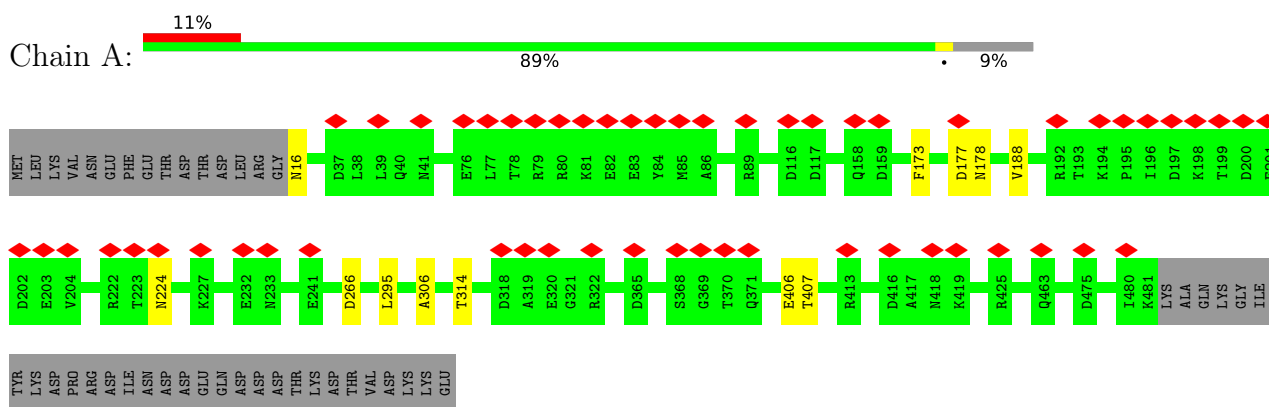 11%
Chain A:
89% • 9%
MET LEU LYS VAL ASN GLU PHE GLU THR ASP THR ASP LEU ARG GLY N16 D37 L38 L39 Q40 N41 E76 L77 T78 R79 R80 K81 E82 E83 Y84 M85 A86 R89 D116 D117 Q158 D159 F173 D177 N178 V188 R192 T193 K194 P195 I196 D197 K198 T199 D200
D202 E203 V204 R222 T223 N224 K227 E232 N233 E241 D266 L295 A306 T314 D318 A319 E320 G321 R322 D365 S368 G369 T370 Q371 E406 T407 R413 D416 A417 N418 K419 R425 Q463 D475 I480 K481 LYS ALA GLN LYS GLY ILE
TYR LYS ASP PRO ARG ASP ILE ASN ASP ASP GLU GLN ASP ASP ASP THR LYS ASP THR VAL ASP LYS LYS GLU